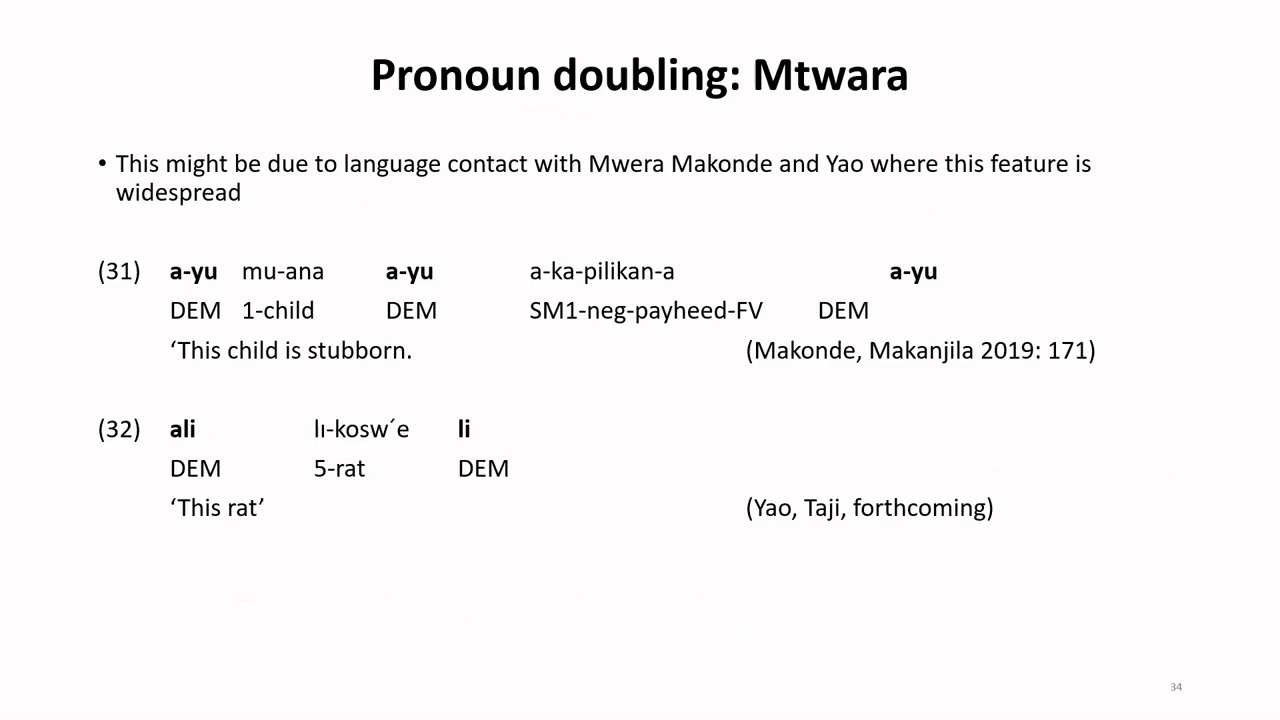 Pronoun doubling: Mtwara
• This might be due to language contact with Mwera Makonde and Yao where this feature is
widespread
(31) a-yu mu-ana a-yu a-ka-pilikan-a a-yu
DEM 1-child DEM SM1-neg-payheed-FV DEM
‘This child is stubborn. (Makonde, Makanjila 2019: 171)
(32) ali lı-kosw´e li
DEM 5-rat DEM
‘This rat’ (Yao, Taji, forthcoming)
34